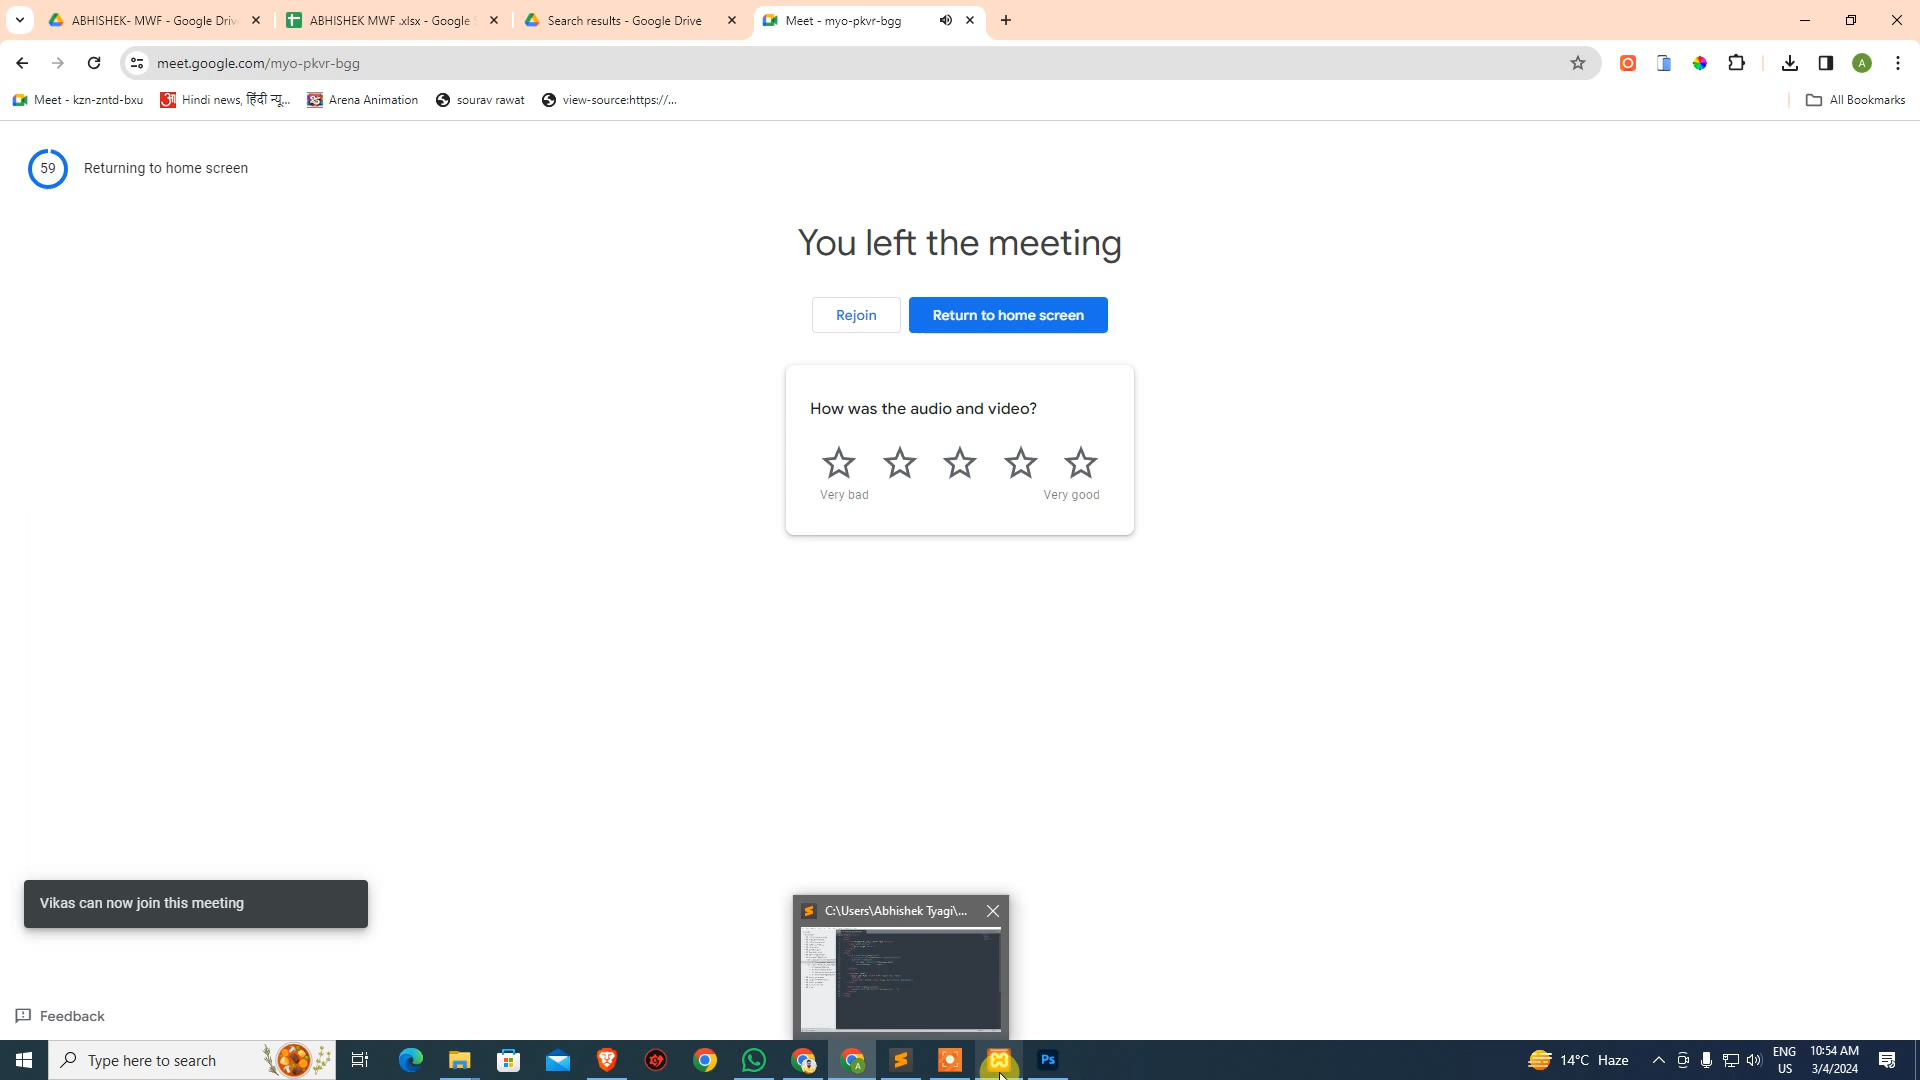 ABHISHEK- MWF - Google Driv
ABHISHEK MWF .xlsx - Google S
Search results - Google Drive
Meet - myo-pkvr-bgg
meet.google.com/myo-pkvr-bgg
A
Meet - kzn-zntd-bxu
Hindi news, हिंदी न्यू...
Arena Animation
sourav rawat
view-source:https://...
All Bookmarks
59
Returning to home screen
You left the meeting
Rejoin
Return to home screen
How was the audio and video?
Very bad
Very good
Vikas can now join this meeting
C:\Users\Abhishek Tyagi\...
Feedback
Type here to search
Ps
14°C Haze
ENG
US
10:54 AM
3/4/2024